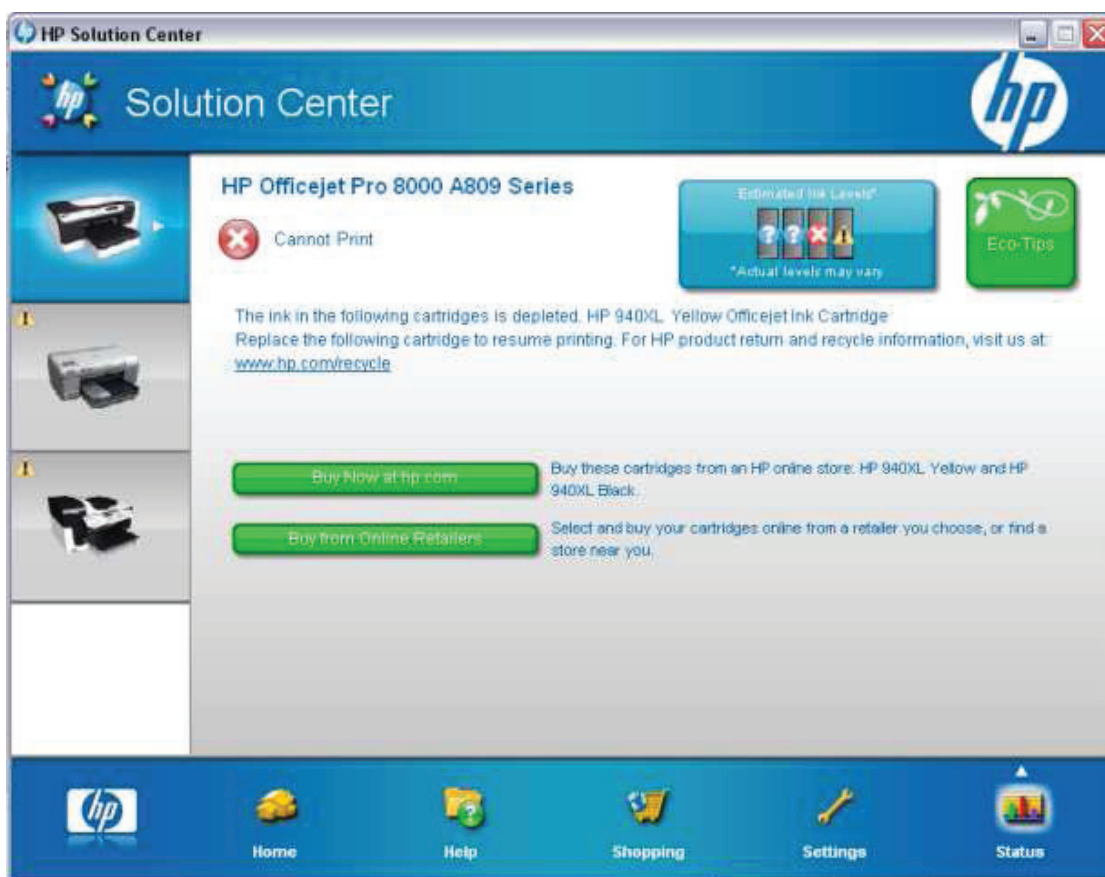 HP Solution Center
hp
Solution Center
hp
HP Officejet Pro 8000 A809 Series
Cannot Print
Estimated Ink Levels*
*Actual levels may vary
Eco-Tips
The ink in the following cartridges is depleted. HP 940XL Yellow Officejet Ink Cartridge
Replace the following cartridge to resume printing. For HP product return and recycle information, visit us at:
www.hp.com/recycle
Buy Now at hp.com
Buy these cartridges from an HP online store: HP 940XL Yellow and HP
940XL Black.
Buy from Online Retailers
Select and buy your cartridges online from a retailer you choose, or find a
store near you.
hp
Home
Help
Shopping
Settings
Status